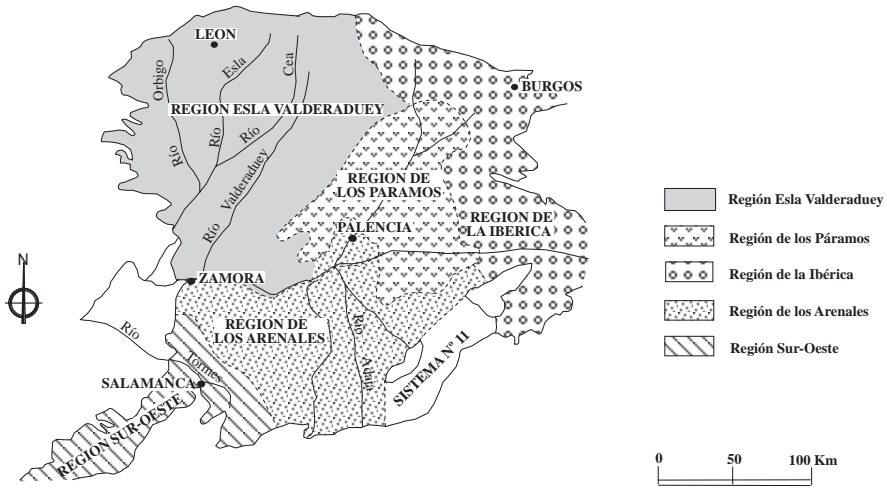 LEON
Orbigo
Esla
Cea
BURGOS
REGION ESLA VALDERADUEY
Río
Río
Río
Valderaduey
Río
REGION DE
LOS PARAMOS
PALENCIA
REGION DE
LA IBERICA
ZAMORA
N
Río
REGION DE
LOS ARENALES
Río
Adaja
Tormes
SALAMANCA
SISTEMA Nº 11
REGION SUR-OESTE
Región Esla Valderaduey
Región de los Páramos
Región de la Ibérica
Región de los Arenales
Región Sur-Oeste
0 50 100 Km